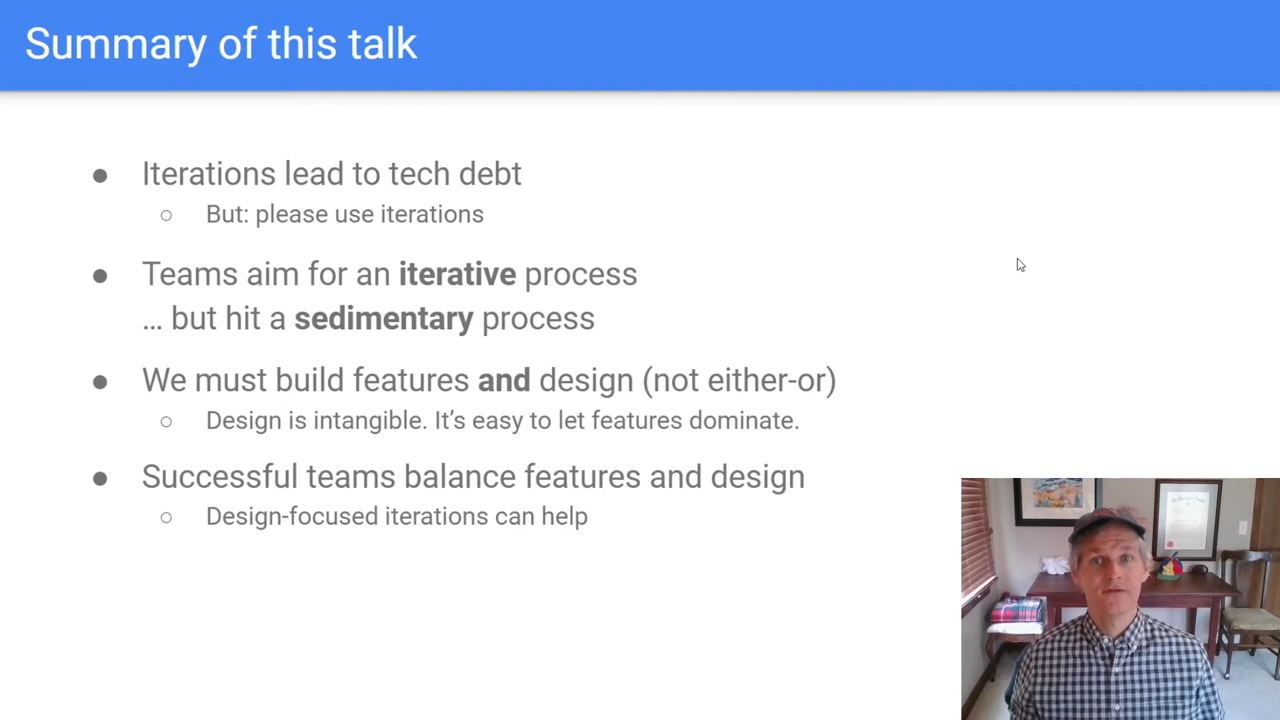 Summary of this talk
● Iterations lead to tech debt
○ But: please use iterations
● Teams aim for an iterative process
… but hit a sedimentary process
● We must build features and design (not either-or)
○ Design is intangible. It’s easy to let features dominate.
● Successful teams balance features and design
○ Design-focused iterations can help